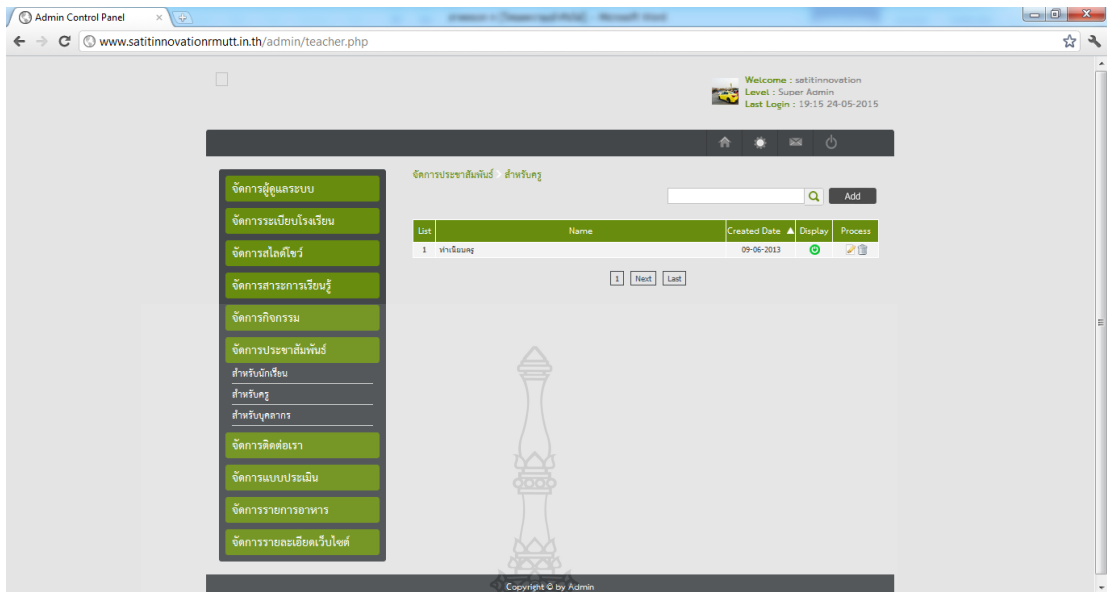 Admin Control Panel
www.satitinnovationrmutt.in.th/admin/teacher.php
Welcome : satitinnovation
Level : Super Admin
Last Login : 19:15 24-05-2015
จัดการประชาสัมพันธ์ สำหรับครู
Add
List Name Created Date Display Process
1 ทำเนียบครู 09-06-2013
1 Next Last
จัดการผู้ดูแลระบบ
จัดการระเบียบโรงเรียน
จัดการสไลด์โชว์
จัดการสาระการเรียนรู้
จัดการกิจกรรม
จัดการประชาสัมพันธ์
สำหรับนักเรียน
สำหรับครู
สำหรับบุคลากร
จัดการติดต่อเรา
จัดการแบบประเมิน
จัดการรายการอาหาร
จัดการรายละเอียดเว็บไซต์
Copyright © by Admin